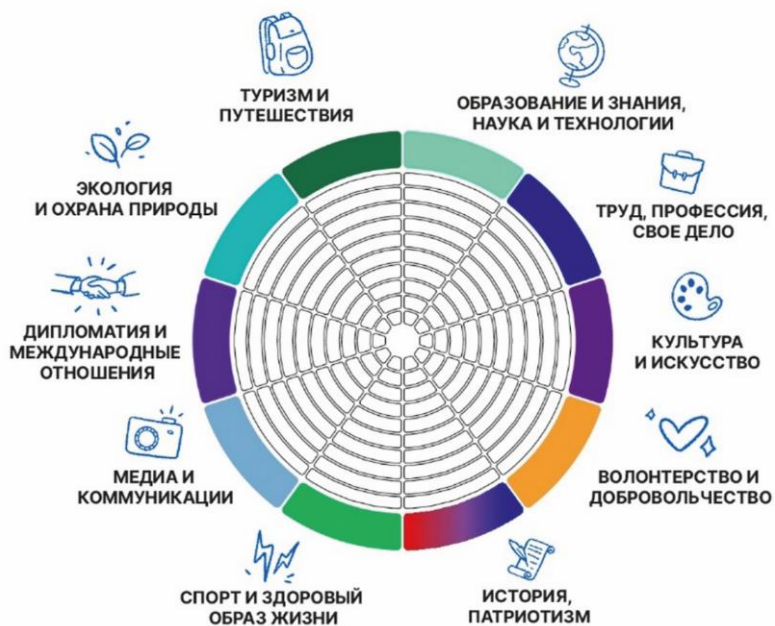 ТУРИЗМ И
ПУТЕШЕСТВИЯ
ОБРАЗОВАНИЕ И ЗНАНИЯ,
НАУКА И ТЕХНОЛОГИИ
ЭКОЛОГИЯ
И ОХРАНА ПРИРОДЫ
ТРУД, ПРОФЕССИЯ,
СВОЕ ДЕЛО
ДИПЛОМАТИЯ И
МЕЖДУНАРОДНЫЕ
ОТНОШЕНИЯ
КУЛЬТУРА
И ИСКУССТВО
МЕДИА И
КОММУНИКАЦИИ
ВОЛОНТЕРСТВО И
ДОБРОВОЛЬЧЕСТВО
СПОРТ И ЗДОРОВЫЙ
ОБРАЗ ЖИЗНИ
ИСТОРИЯ,
ПАТРИОТИЗМ